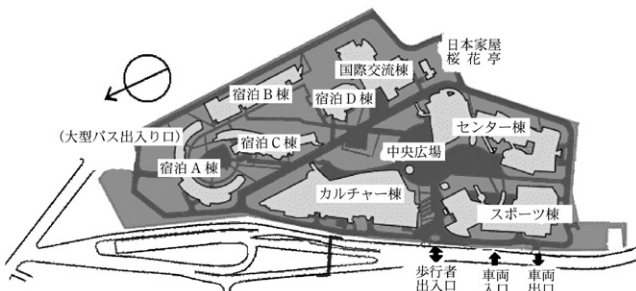 日本家屋
桜花亭
国際交流棟
宿泊B棟
宿泊D棟
センター棟
(大型バス出入り口)
宿泊C棟
中央広場
宿泊A棟
カルチャー棟
スポーツ棟
歩行者
出入口
車両
入口
車両
出口